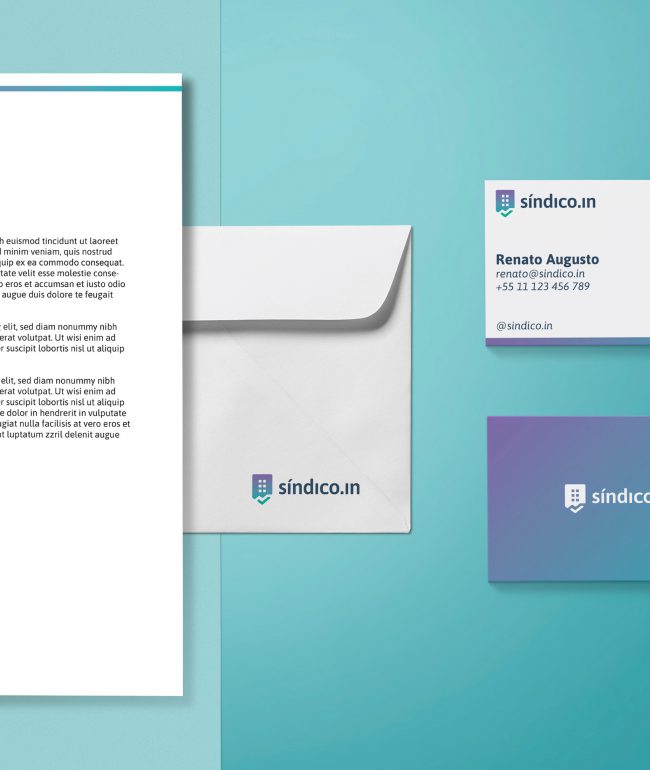 h euismod tincidunt ut laoreet
d minim veniam, quis nostrud
quip ex ea commodo consequat.
tate velit esse molestie conse-
o eros et accumsan et iusto odio
augue duis dolore te feugait
g elit, sed diam nonummy nibh
erat volutpat. Ut wisi enim ad
r suscipit lobortis nisl ut aliquip
elit, sed diam nonummy nibh
erat volutpat. Ut wisi enim ad
r suscipit lobortis nisl ut aliquip
e dolor in hendrerit in vulputate
giat nulla facilisis at vero eros et
nt luptatum zzril delenit augue
síndico.in
síndico.in
Renato Augusto
renato@sindico.in
+55 11 123 456 789
@sindico.in
síndico